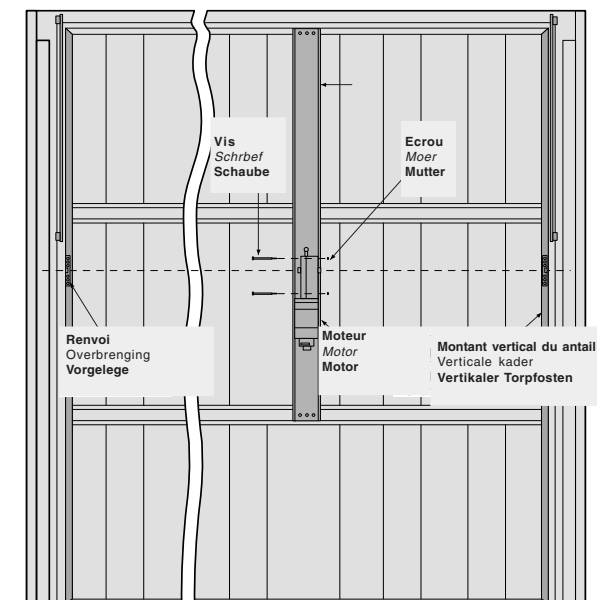 Vis
Schrbef
Schaube
Ecrou
Moer
Mutter
Renvoi
Overbrenging
Vorgelege
Moteur
Motor
Motor
Montant vertical du antail
Verticale kader
Vertikaler Torpfosten